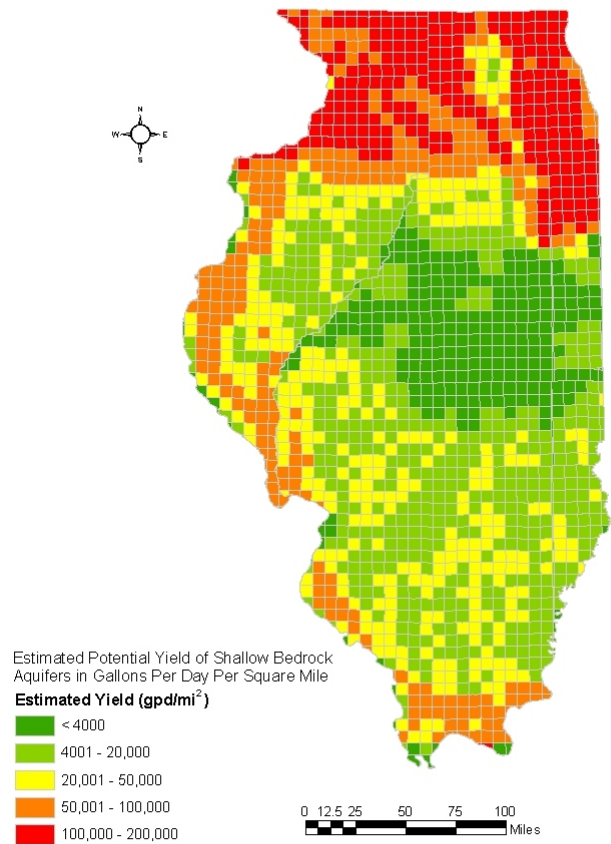 N
W E
S
Estimated Potential Yield of Shallow Bedrock
Aquifers in Gallons Per Day Per Square Mile
Estimated Yield (gpd/mi²)
< 4000
4001 - 20,000
20,001 - 50,000
50,001 - 100,000
100,000 - 200,000
0 12.5 25 50 75 100
Miles